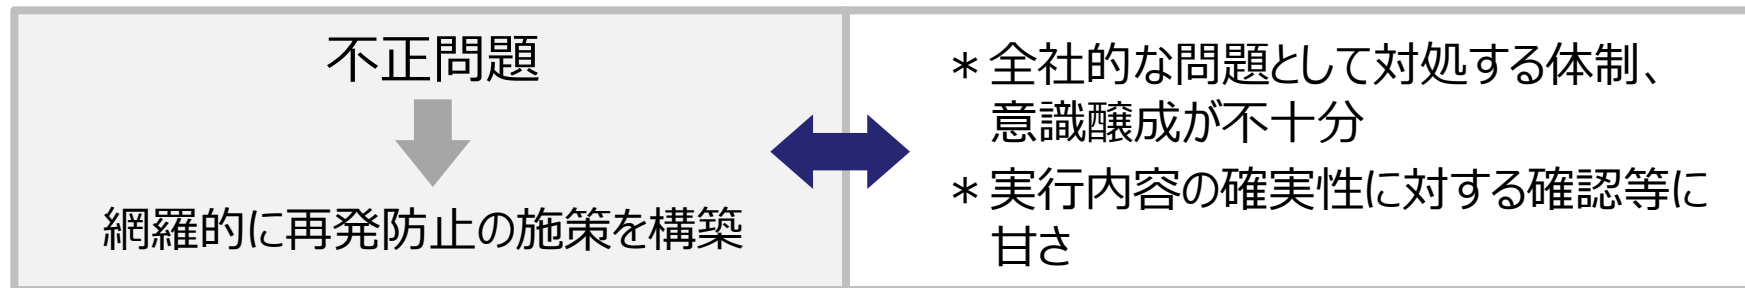 不正問題
網羅的に再発防止の施策を構築
＊全社的な問題として対処する体制、
意識醸成が不十分
＊実行内容の確実性に対する確認等に
甘さ